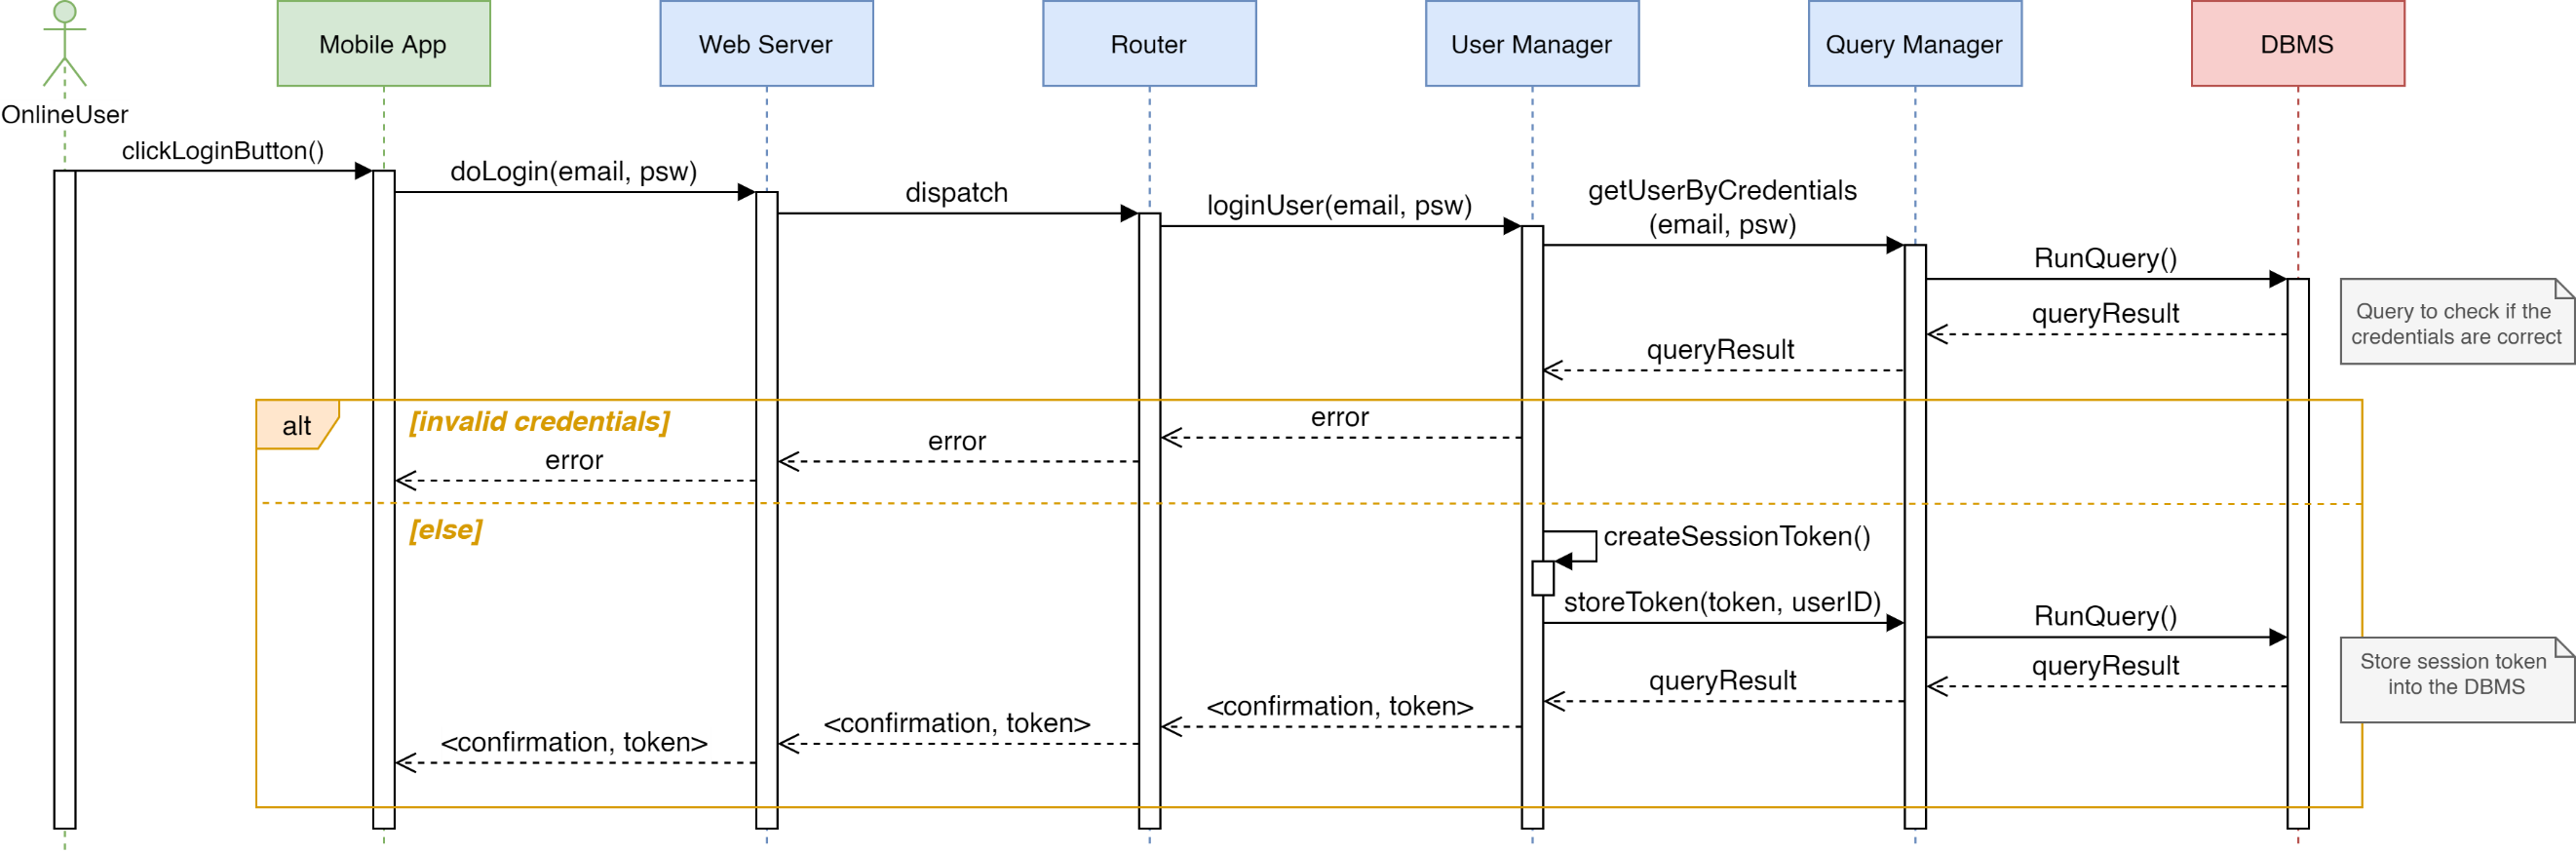 Mobile App
Web Server
Router
User Manager
Query Manager
DBMS
OnlineUser
clickLoginButton()
doLogin(email, psw)
dispatch
loginUser(email, psw)
getUserByCredentials
(email, psw)
RunQuery()
queryResult
Query to check if the
credentials are correct
queryResult
alt
[invalid credentials]
error
error
error
[else]
createSessionToken()
storeToken(token, userID)
RunQuery()
queryResult
Store session token
into the DBMS
queryResult
<confirmation, token>
<confirmation, token>
<confirmation, token>